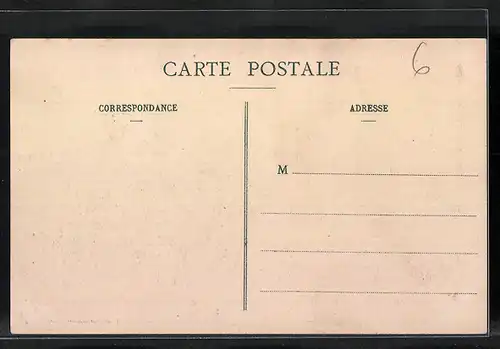 CARTE POSTALE
6
CORRESPONDANCE
ADRESSE
M